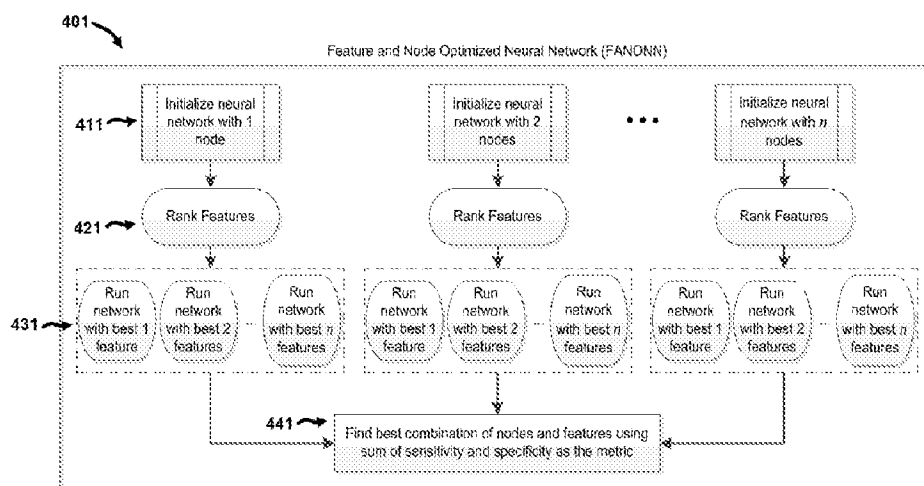 401
Feature and Node Optimized Neural Network (FANONN)
411
Initialize neural
network with 1
node
Initialize neural
network with 2
nodes
• • •
Initialize neural
network with n
nodes
421
Rank Features
Rank Features
Rank Features
431
Run
network
with best 1
feature
Run
network
with best 2
features
...
Run
network
with best n
features
Run
network
with best 1
feature
Run
network
with best 2
features
...
Run
network
with best n
features
Run
network
with best 1
feature
Run
network
with best 2
features
...
Run
network
with best n
features
441
Find best combination of nodes and features using
sum of sensitivity and specificity as the metric